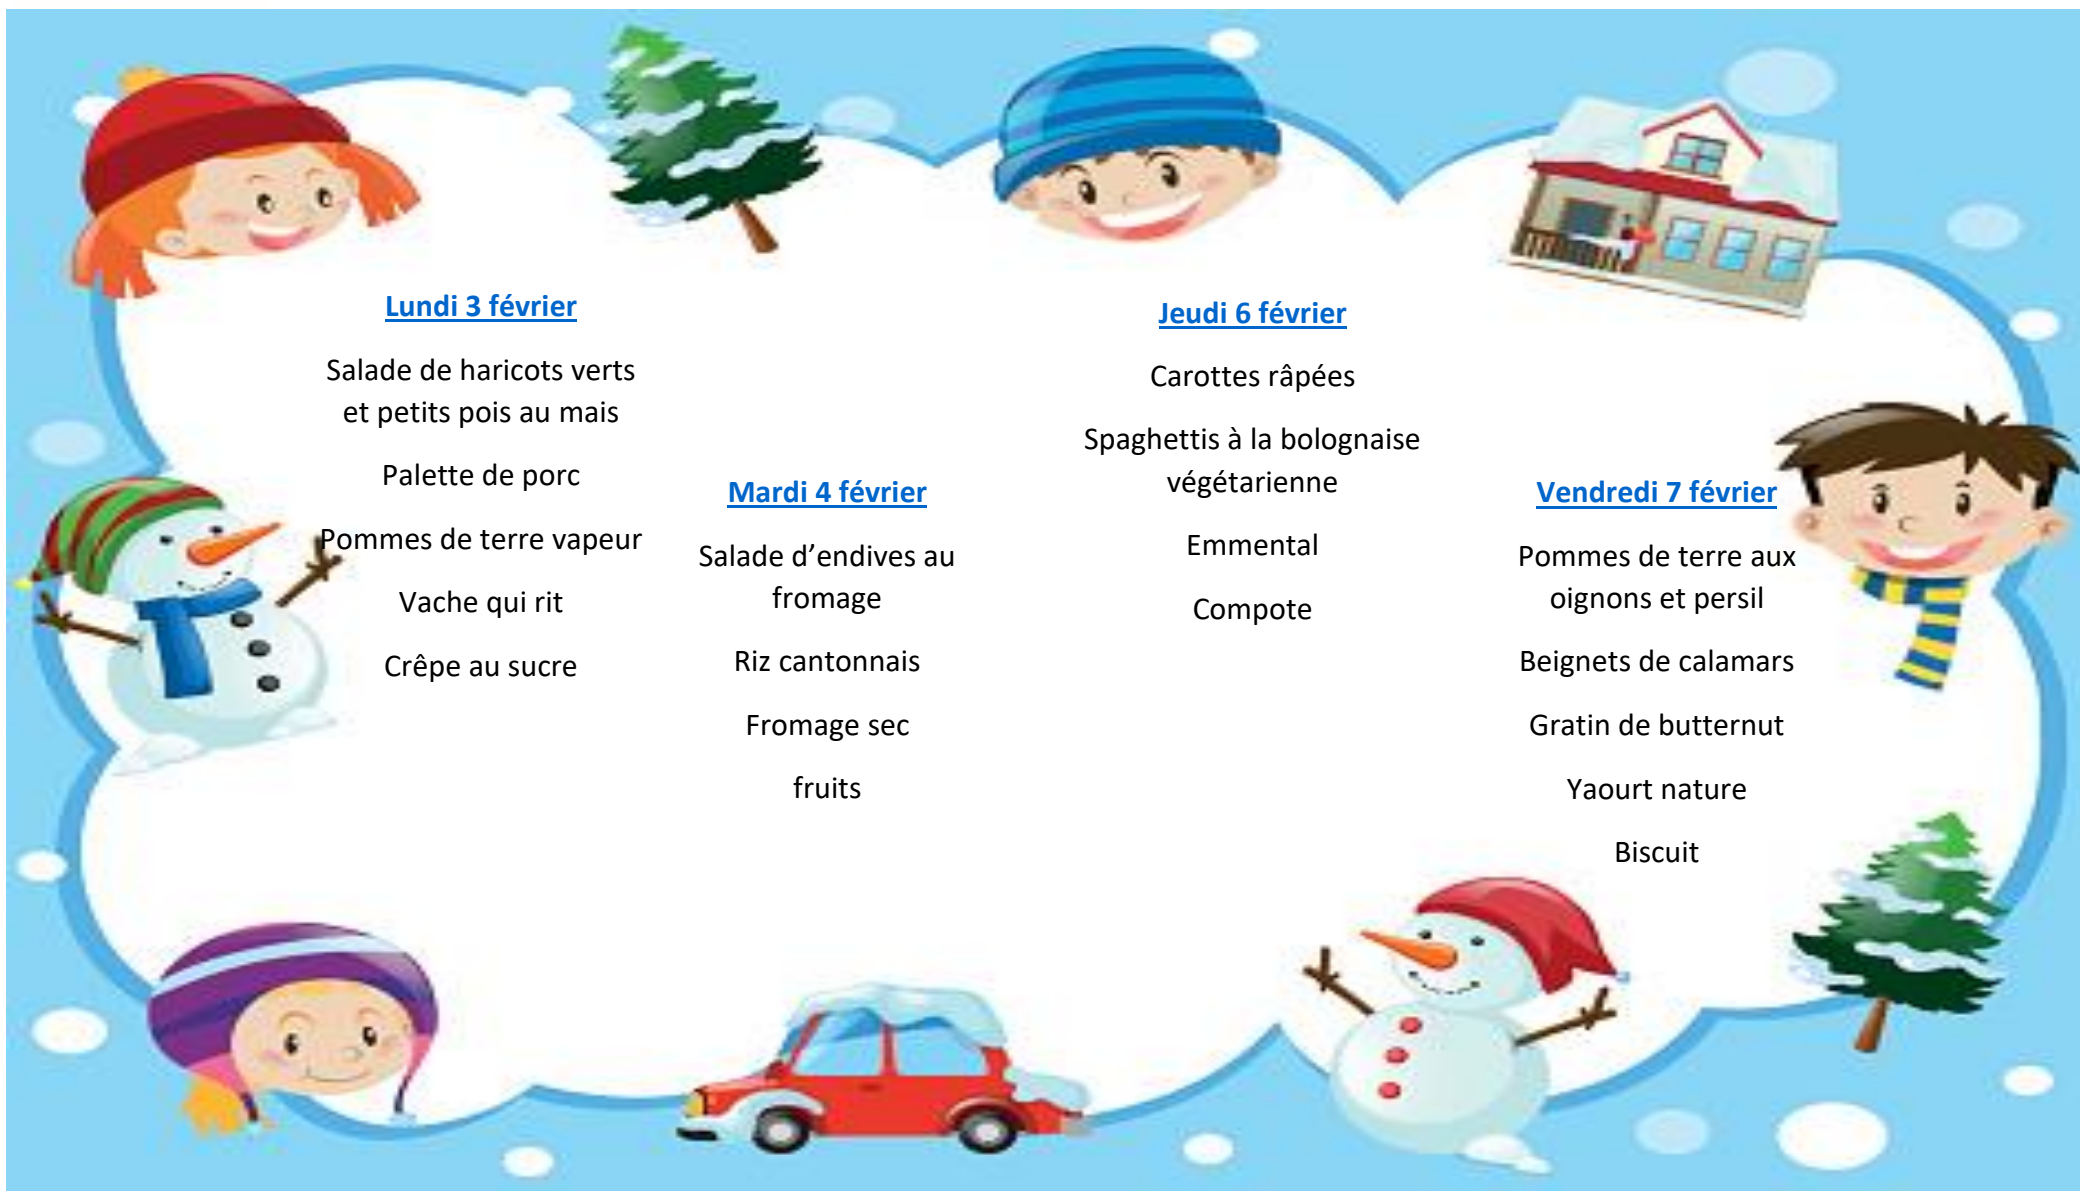 Lundi 3 février
Salade de haricots verts
et petits pois au mais
Palette de porc
Pommes de terre vapeur
Vache qui rit
Crêpe au sucre
Mardi 4 février
Salade d’endives au
fromage
Riz cantonnais
Fromage sec
fruits
Jeudi 6 février
Carottes râpées
Spaghettis à la bolognaise
végétarienne
Emmental
Compote
Vendredi 7 février
Pommes de terre aux
oignons et persil
Beignets de calamars
Gratin de butternut
Yaourt nature
Biscuit